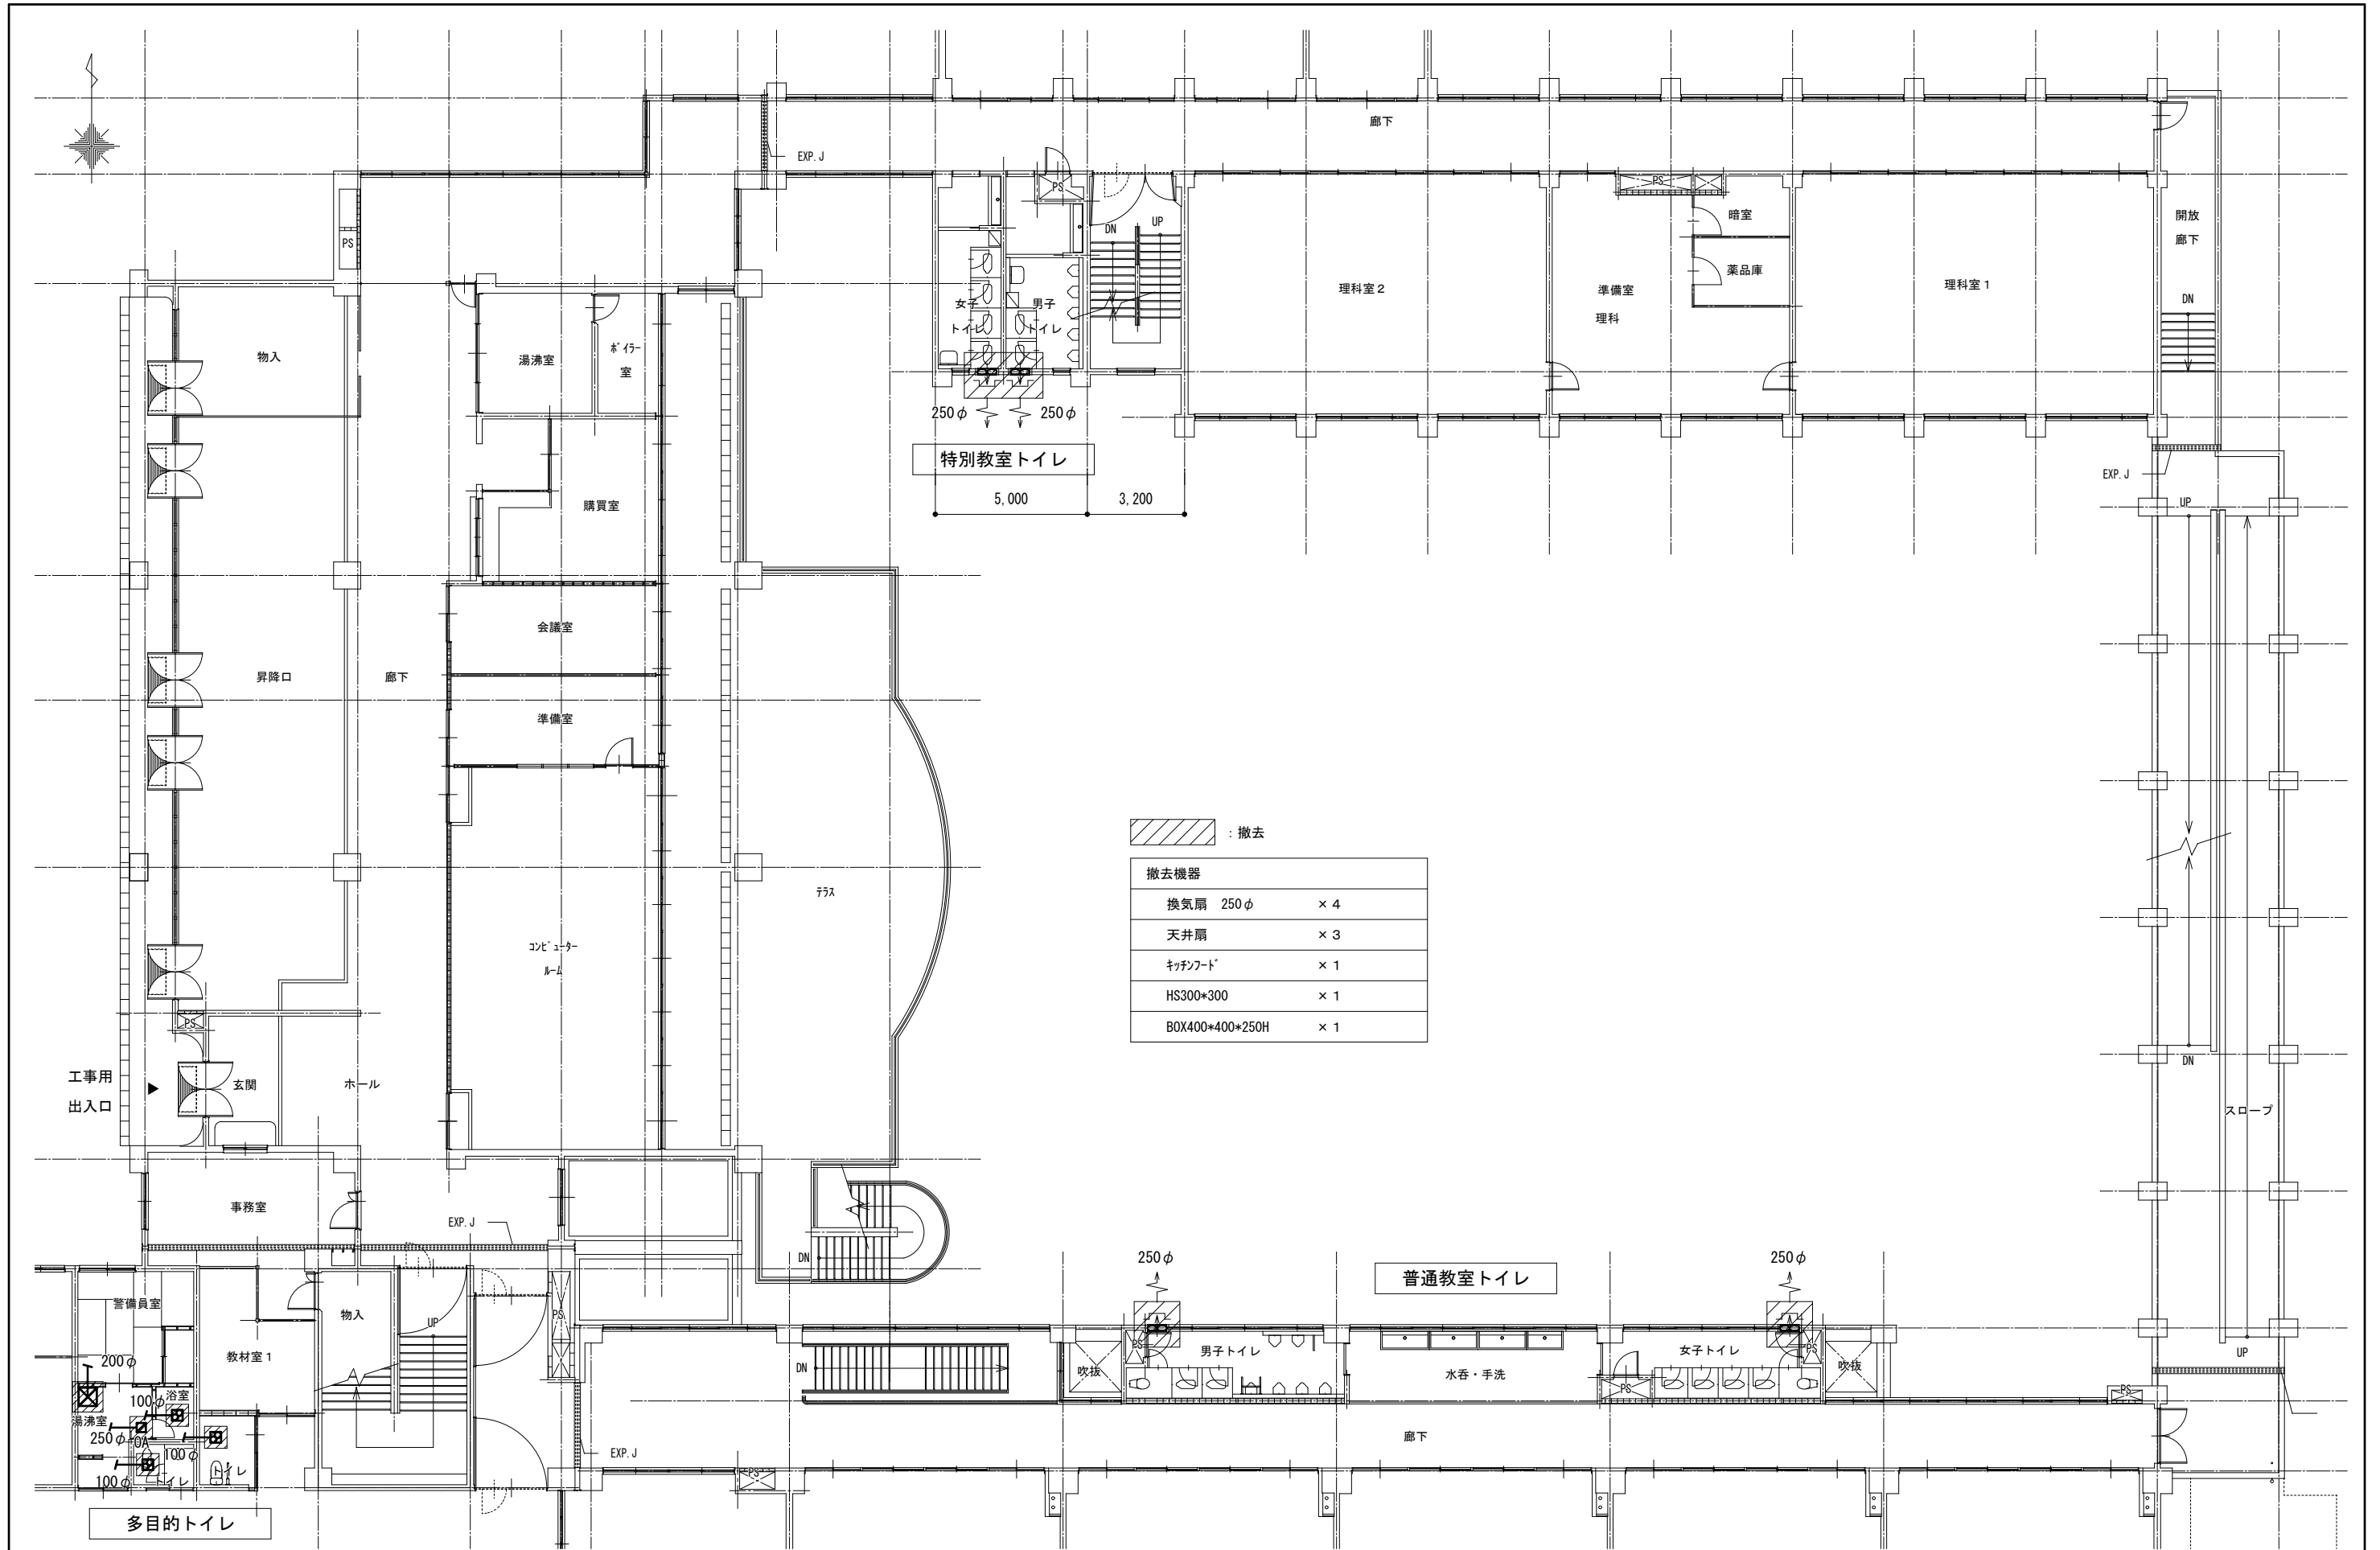 廊下
EXP. J
PS
PS
PS
DN
UP
暗室
開放
廊下
PS
薬品庫
理科室２
準備室
理科
理科室１
女子
トイレ
男子
トイレ
DN
物入
湯沸室
ﾎﾞｲﾗｰ
室
250φ
250φ
特別教室トイレ
5,000
3,200
EXP. J
UP
購買室
会議室
昇降口
廊下
準備室
：撤去
撤去機器
換気扇　250φ　×４
天井扇　×３
ｷｯﾁﾝﾌｰﾄﾞ　×１
HS300*300　×１
BOX400*400*250H　×１
テラス
ｺﾝﾋﾟｭｰﾀｰ
ﾙｰﾑ
PS
DN
工事用
出入口
玄関
ホール
スロープ
事務室
EXP. J
DN
250φ
250φ
普通教室トイレ
警備員室
物入
UP
PS
教材室１
200φ
浴室
100φ
湯沸室
250φ
OA
100φ
100φ
トイレ
トイレ
DN
吹抜
PS
男子トイレ
水呑・手洗
PS
女子トイレ
PS
吹抜
UP
PS
EXP. J
廊下
PS
多目的トイレ